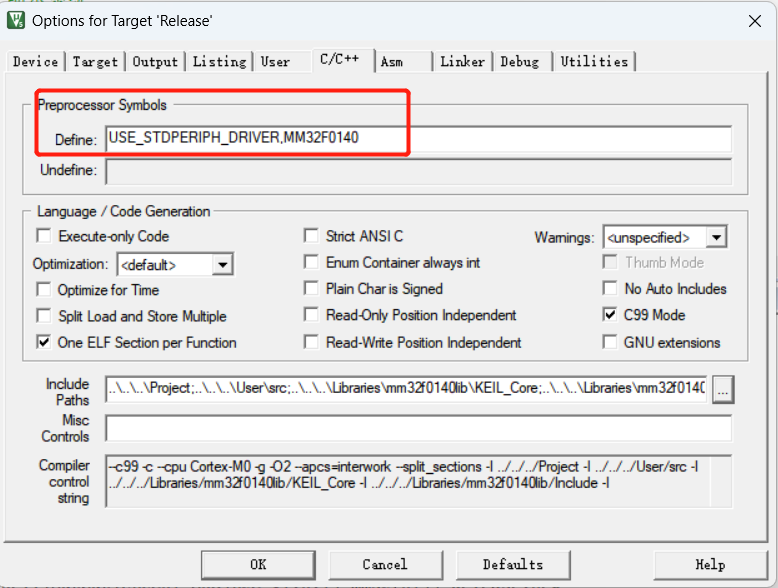 Options for Target 'Release'
Device Target Output Listing User C/C++ Asm Linker Debug Utilities
Preprocessor Symbols
Define: USE_STDPERIPH_DRIVER,MM32F0140
Undefine:
Language / Code Generation
Execute-only Code Strict ANSI C Warnings: <unspecified>
Optimization: <default> Enum Container always int Thumb Mode
Optimize for Time Plain Char is Signed No Auto Includes
Split Load and Store Multiple Read-Only Position Independent C99 Mode
One ELF Section per Function Read-Write Position Independent GNU extensions
Include Paths ..\..\..\Project;..\..\..\User\src;..\..\..\Libraries\mm32f0140lib\KEIL_Core;..\..\..\Libraries\mm32f0140 ...
Misc Controls
Compiler control string --c99 -c --cpu Cortex-M0 -g -O2 --apcs=interwork --split_sections -I ../../../Project -I ../../../User/src -I
../../../Libraries/mm32f0140lib/KEIL_Core -I ../../../Libraries/mm32f0140lib/Include -I
OK Cancel Defaults Help